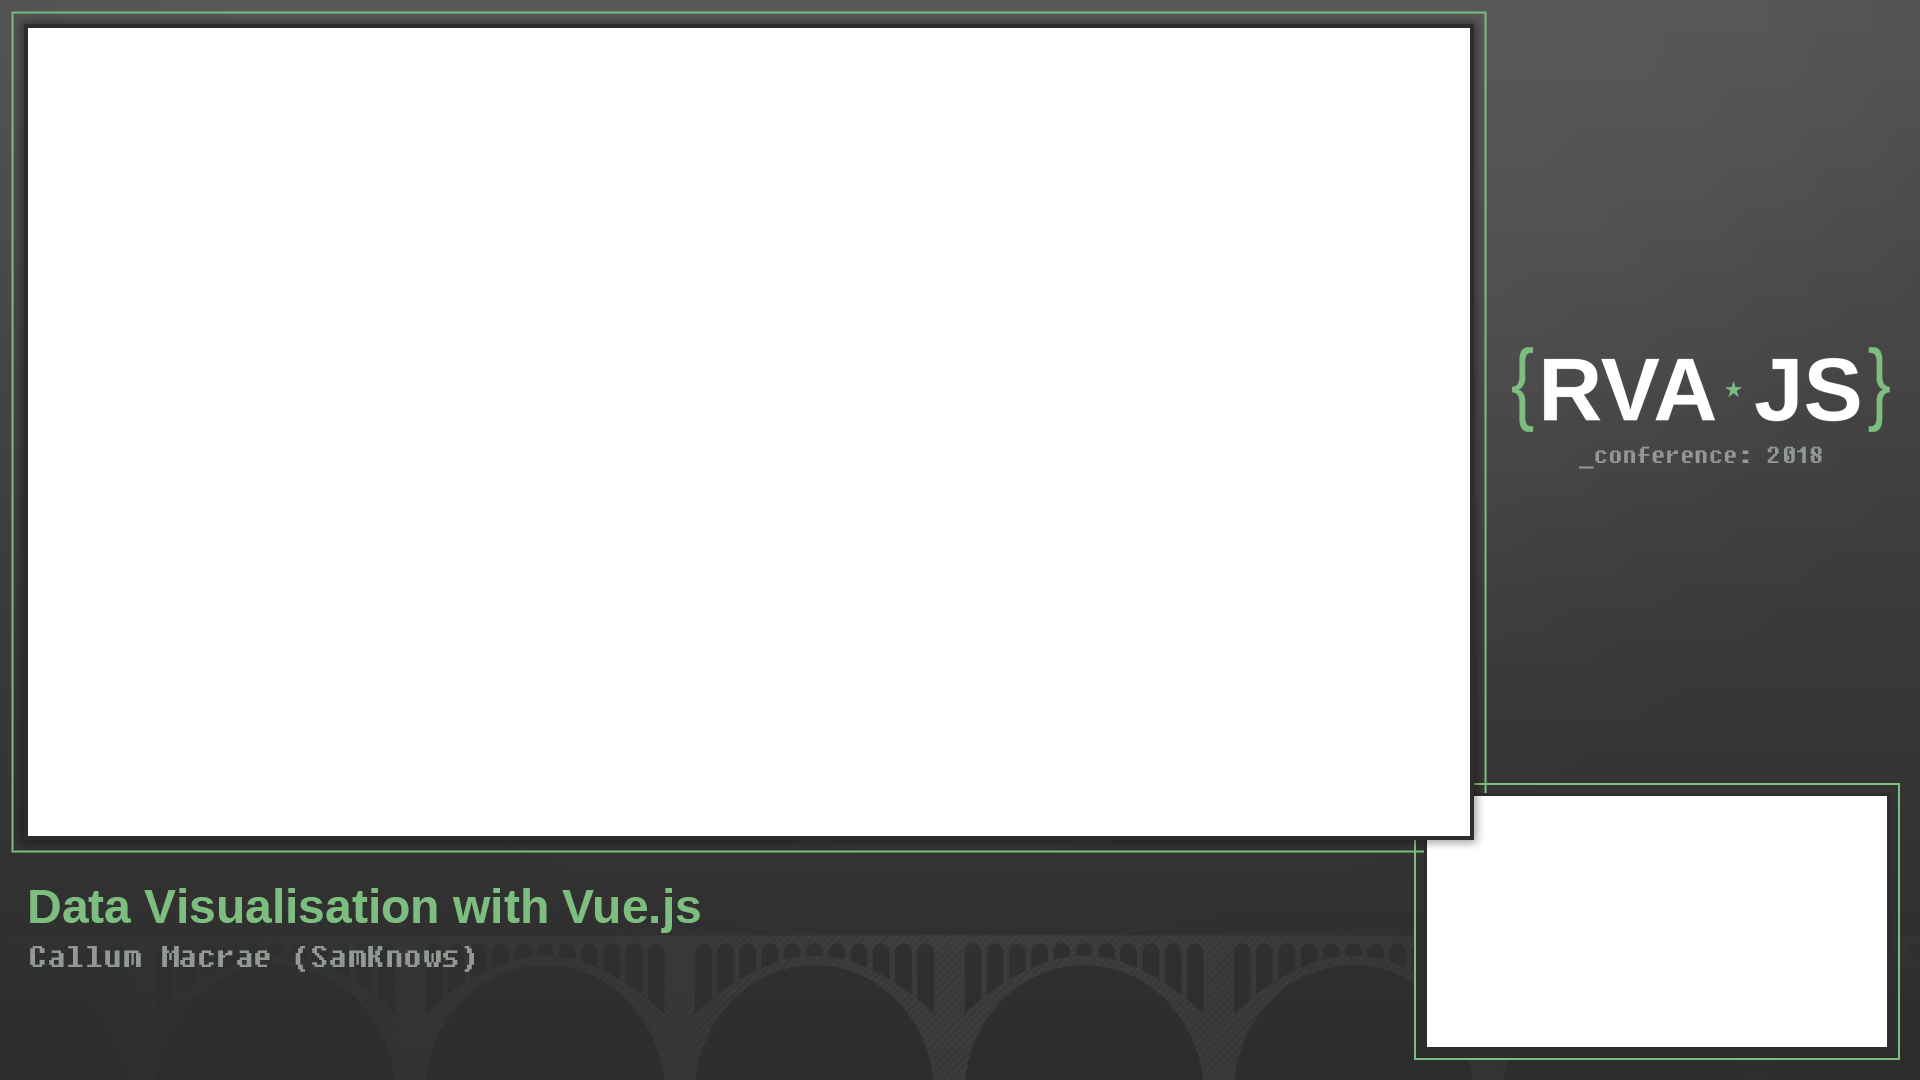 {RVA★JS}
_conference: 2018
Data Visualisation with Vue.js
Callum Macrae (SamKnows)